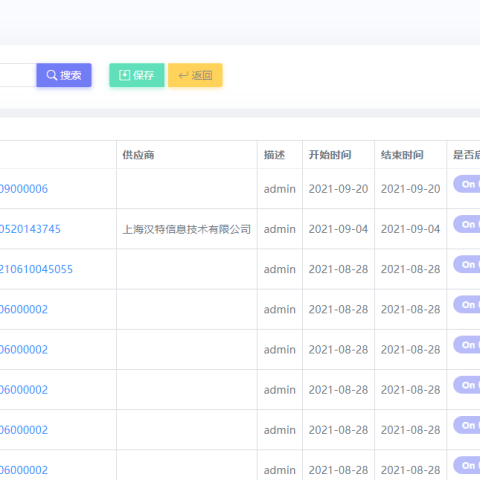 搜索 保存 返回
供应商 描述 开始时间 结束时间 是否
09000006 admin 2021-09-20 2021-09-20 On
0520143745 上海汉特信息技术有限公司 admin 2021-09-04 2021-09-04 On
210610045055 admin 2021-08-28 2021-08-28 On
06000002 admin 2021-08-28 2021-08-28 On
06000002 admin 2021-08-28 2021-08-28 On
06000002 admin 2021-08-28 2021-08-28 On
06000002 admin 2021-08-28 2021-08-28 On
06000002 admin 2021-08-28 2021-08-28 On